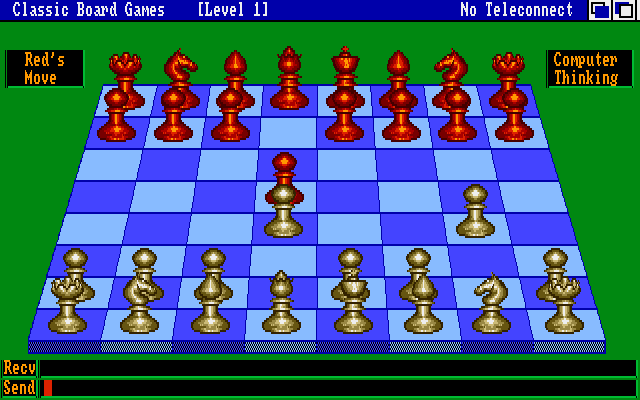 Classic Board Games [Level 1] No Teleconnect
Red's
Move
Computer
Thinking
Recv
Send